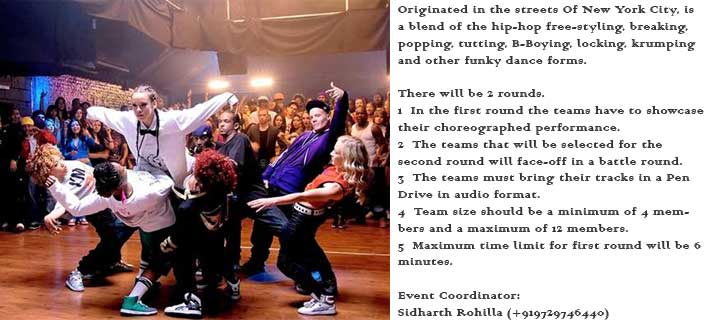 Originated in the streets Of New York City, is
a blend of the hip-hop free-styling, breaking,
popping, tutting, B-Boying, locking, krumping
and other funky dance forms.
There will be 2 rounds.
1 In the first round the teams have to showcase
their choreographed performance.
2 The teams that will be selected for the
second round will face-off in a battle round.
3 The teams must bring their tracks in a Pen
Drive in audio format.
4 Team size should be a minimum of 4 mem-
bers and a maximum of 12 members.
5 Maximum time limit for first round will be 6
minutes.
Event Coordinator:
Sidharth Rohilla (+919729746440)